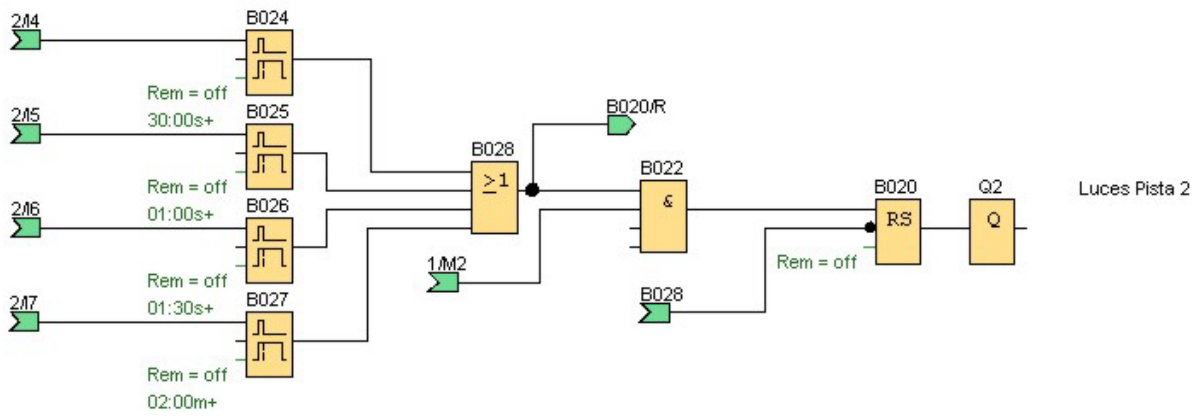 2/I4
B024
Rem = off
30:00s+
2/I5
B025
Rem = off
01:00s+
2/I6
B026
Rem = off
01:30s+
2/I7
B027
Rem = off
02:00m+
B028
≥1
B020/R
1/M2
B022
&
B028
B020
RS
Rem = off
Q2
Q
Luces Pista 2